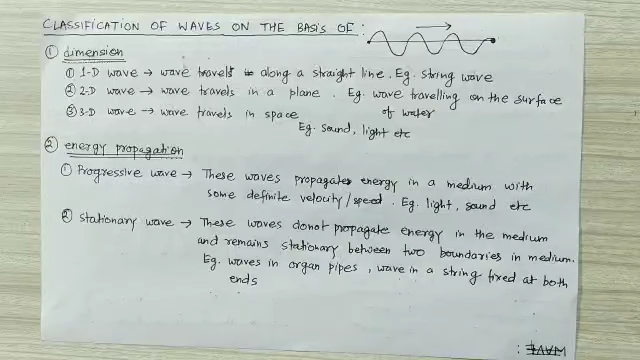 CLASSIFICATION OF WAVES ON THE BASIS OF :
① dimension
① 1-D wave → wave travels along a straight line. Eg. string wave
② 2-D wave → wave travels in a plane. Eg. wave travelling on the surface
of water
③ 3-D wave → wave travels in space
Eg. Sound, light etc
② energy propagation
① Progressive wave → These waves propagates energy in a medium with
some definite velocity/speed. Eg. light, sound etc
② Stationary wave → These waves donot propagate energy in the medium
and remains stationary between two boundaries in medium.
Eg. waves in organ pipes, wave in a string fixed at both
ends